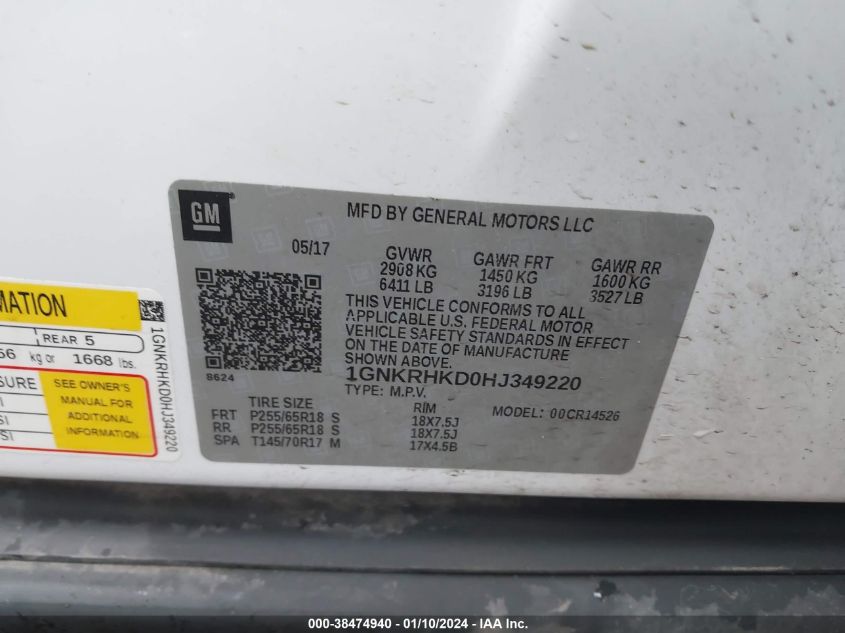 GM
MFD BY GENERAL MOTORS LLC
05/17
GVWR
2908 KG
6411 LB
GAWR FRT
1450 KG
3196 LB
GAWR RR
1600 KG
3527 LB
THIS VEHICLE CONFORMS TO ALL
APPLICABLE U.S. FEDERAL MOTOR
VEHICLE SAFETY STANDARDS IN EFFECT
ON THE DATE OF MANUFACTURE
SHOWN ABOVE.
1GNKRHKD0HJ349220
TYPE: M.P.V.
8624
TIRE SIZE
FRT P255/65R18 S
RR P255/65R18 S
SPA T145/70R17 M
RIM
18X7.5J
18X7.5J
17X4.5B
MODEL: 00CR14526
MATION
REAR 5
56 kg or 1668 lbs.
SURE
SI
SI
SEE OWNER'S
MANUAL FOR
ADDITIONAL
INFORMATION
1GNKRHKD0HJ349220
000-38474940 - 01/10/2024 - IAA Inc.